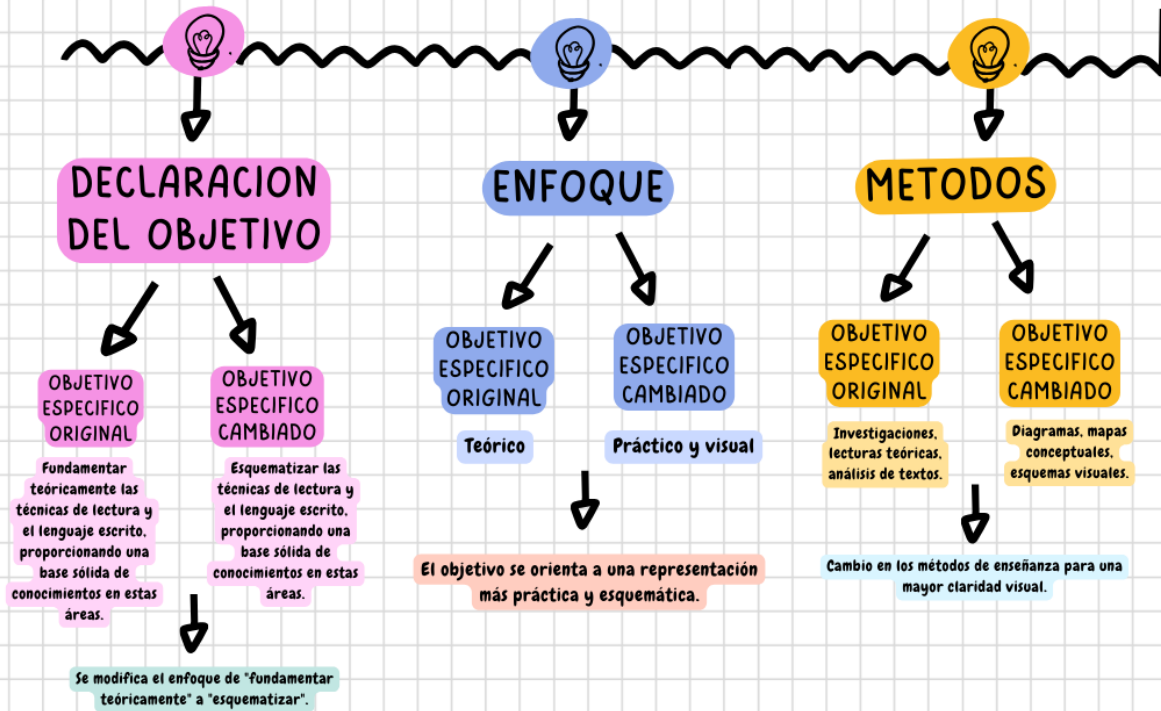 DECLARACION
DEL OBJETIVO
OBJETIVO
ESPECIFICO
ORIGINAL
Fundamentar
teóricamente las
técnicas de lectura y
el lenguaje escrito,
proporcionando una
base sólida de
conocimientos en estas
áreas.
OBJETIVO
ESPECIFICO
CAMBIADO
Esquematizar las
técnicas de lectura y
el lenguaje escrito,
proporcionando una
base sólida de
conocimientos en estas
áreas.
Se modifica el enfoque de "fundamentar
teóricamente" a "esquematizar".
ENFOQUE
OBJETIVO
ESPECIFICO
ORIGINAL
Teórico
OBJETIVO
ESPECIFICO
CAMBIADO
Práctico y visual
El objetivo se orienta a una representación
más práctica y esquemática.
METODOS
OBJETIVO
ESPECIFICO
ORIGINAL
Investigaciones,
lecturas teóricas,
análisis de textos.
OBJETIVO
ESPECIFICO
CAMBIADO
Diagramas, mapas
conceptuales,
esquemas visuales.
Cambio en los métodos de enseñanza para una
mayor claridad visual.